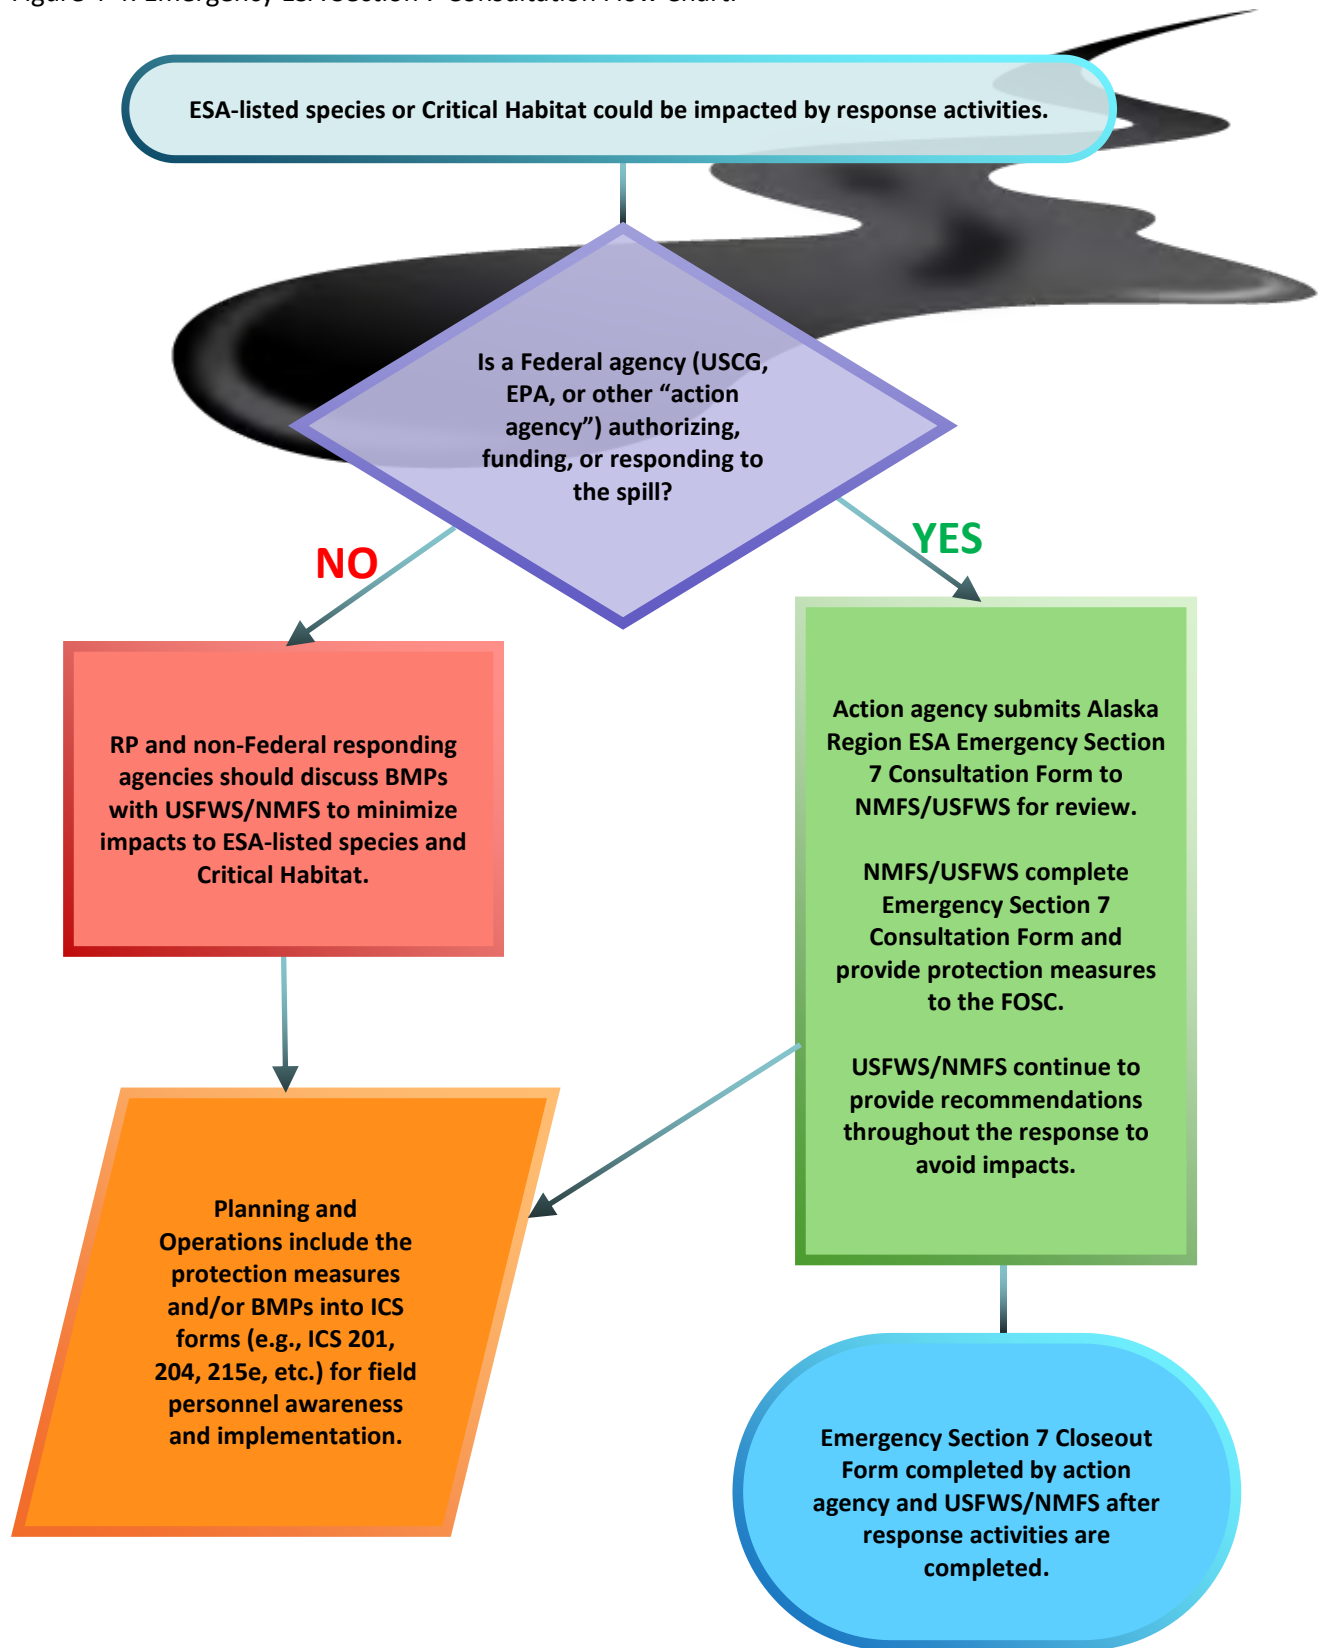 ESA-listed species or Critical Habitat could be impacted by response activities.
Is a Federal agency (USCG,
EPA, or other “action
agency”) authorizing,
funding, or responding to
the spill?
NO
YES
RP and non-Federal responding
agencies should discuss BMPs
with USFWS/NMFS to minimize
impacts to ESA-listed species and
Critical Habitat.
Action agency submits Alaska
Region ESA Emergency Section
7 Consultation Form to
NMFS/USFWS for review.
NMFS/USFWS complete
Emergency Section 7
Consultation Form and
provide protection measures
to the FOSC.
USFWS/NMFS continue to
provide recommendations
throughout the response to
avoid impacts.
Planning and
Operations include the
protection measures
and/or BMPs into ICS
forms (e.g., ICS 201,
204, 215e, etc.) for field
personnel awareness
and implementation.
Emergency Section 7 Closeout
Form completed by action
agency and USFWS/NMFS after
response activities are
completed.